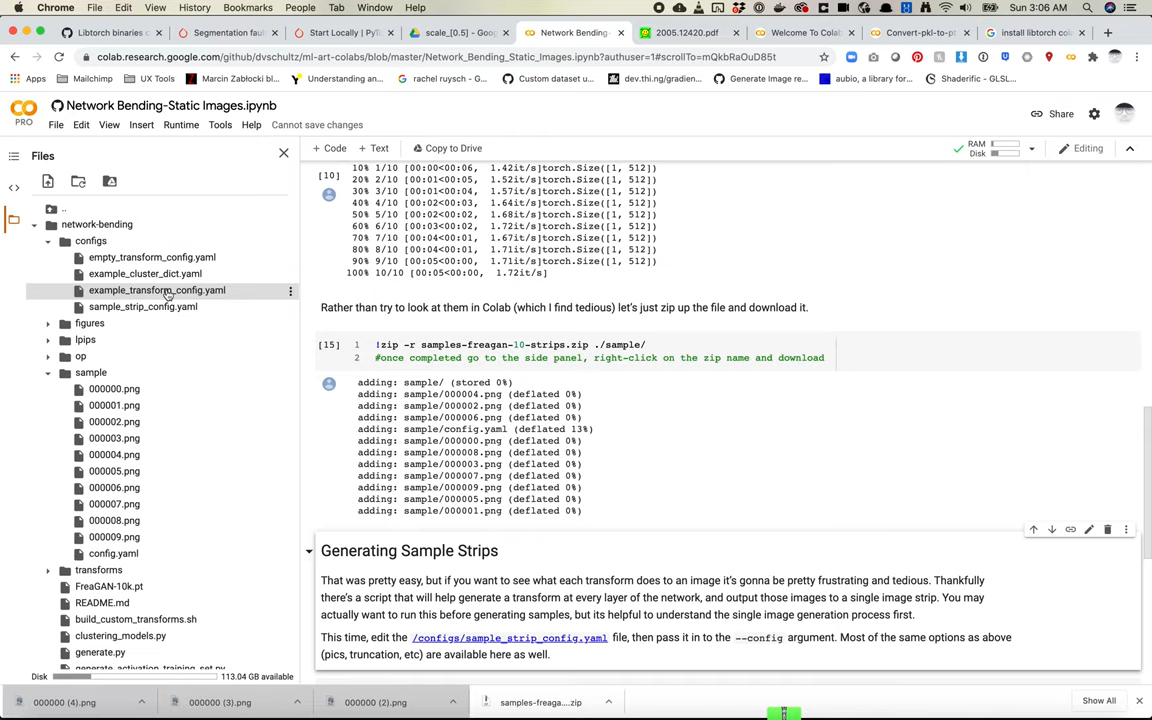 Chrome File Edit View History Bookmarks People Tab Window Help Sun 3:06 AM
Libtorch binaries c Segmentation fau Start Locally | PyT scale_[0.5] - Goog Network Bending- 2005.12420.pdf Welcome To Colab Convert-pkl-to-pt install libtorch col
colab.research.google.com/github/dvschultz/ml-art-colabs/blob/master/Network_Bending_Static_Images.ipynb?authuser=1#scrollTo=mQkbRaOuD85t
Apps Mailchimp UX Tools Marcin Zabłocki bl... Understanding and... rachel ruysch - G... Custom dataset u... dev.thi.ng/gradien... Generate Image re... aubio, a library for... Shaderific - GLSL...
CO PRO
Network Bending-Static Images.ipynb
Share
File Edit View Insert Runtime Tools Help Cannot save changes
Files
+ Code + Text Copy to Drive
RAM
Disk
Editing
..
network-bending
configs
empty_transform_config.yaml
example_cluster_dict.yaml
example_transform_config.yaml
sample_strip_config.yaml
figures
lpips
op
sample
000000.png
000001.png
000002.png
000003.png
000004.png
000005.png
000006.png
000007.png
000008.png
000009.png
config.yaml
transforms
FreaGAN-10k.pt
README.md
build_custom_transforms.sh
clustering_models.py
generate.py
generate_activation_training_set.py
Disk 113.04 GB available
[10]
10% 1/10 [00:00<00:06, 1.42it/s]torch.Size([1, 512])
20% 2/10 [00:01<00:05, 1.52it/s]torch.Size([1, 512])
30% 3/10 [00:01<00:04, 1.57it/s]torch.Size([1, 512])
40% 4/10 [00:02<00:03, 1.64it/s]torch.Size([1, 512])
50% 5/10 [00:02<00:02, 1.68it/s]torch.Size([1, 512])
60% 6/10 [00:03<00:02, 1.72it/s]torch.Size([1, 512])
70% 7/10 [00:04<00:01, 1.67it/s]torch.Size([1, 512])
80% 8/10 [00:04<00:01, 1.71it/s]torch.Size([1, 512])
90% 9/10 [00:05<00:00, 1.71it/s]torch.Size([1, 512])
100% 10/10 [00:05<00:00, 1.72it/s]
Rather than try to look at them in Colab (which I find tedious) let's just zip up the file and download it.
[15] 1 !zip -r samples-freagan-10-strips.zip ./sample/
2 #once completed go to the side panel, right-click on the zip name and download
adding: sample/ (stored 0%)
adding: sample/000004.png (deflated 0%)
adding: sample/000002.png (deflated 0%)
adding: sample/000006.png (deflated 0%)
adding: sample/config.yaml (deflated 13%)
adding: sample/000000.png (deflated 0%)
adding: sample/000008.png (deflated 0%)
adding: sample/000003.png (deflated 0%)
adding: sample/000007.png (deflated 0%)
adding: sample/000009.png (deflated 0%)
adding: sample/000005.png (deflated 0%)
adding: sample/000001.png (deflated 0%)
Generating Sample Strips
That was pretty easy, but if you want to see what each transform does to an image it's gonna be pretty frustrating and tedious. Thankfully
there's a script that will help generate a transform at every layer of the network, and output those images to a single image strip. You may
actually want to run this before generating samples, but its helpful to understand the single image generation process first.
This time, edit the /configs/sample_strip_config.yaml file, then pass it in to the --config argument. Most of the same options as above
(pics, truncation, etc) are available here as well.
000000 (4).png 000000 (3).png 000000 (2).png samples-freaga....zip Show All